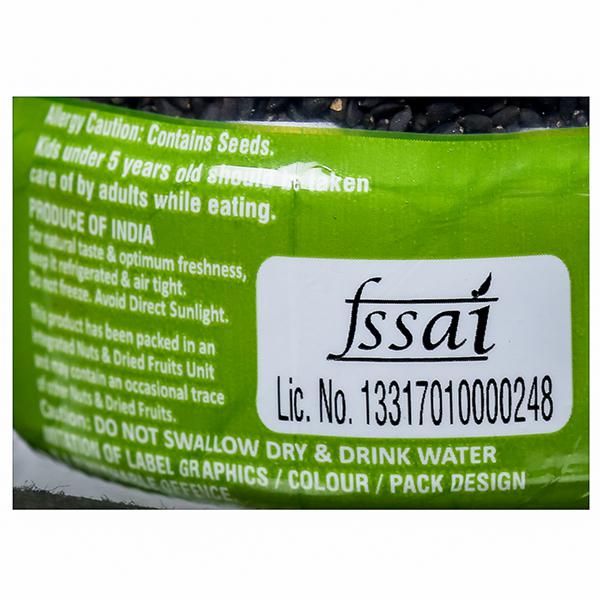 Allergy Caution: Contains Seeds.
Kids under 5 years old should be taken
care of by adults while eating.
PRODUCE OF INDIA
For natural taste & optimum freshness,
keep it refrigerated & air tight.
Do not freeze. Avoid Direct Sunlight.
This product has been packed in an
Integrated Nuts & Dried Fruits Unit
and may contain an occasional trace
of other Nuts & Dried Fruits.
Caution: DO NOT SWALLOW DRY & DRINK WATER
IMITATION OF LABEL GRAPHICS / COLOUR / PACK DESIGN
OFFENCE
fssai
Lic. No. 13317010000248